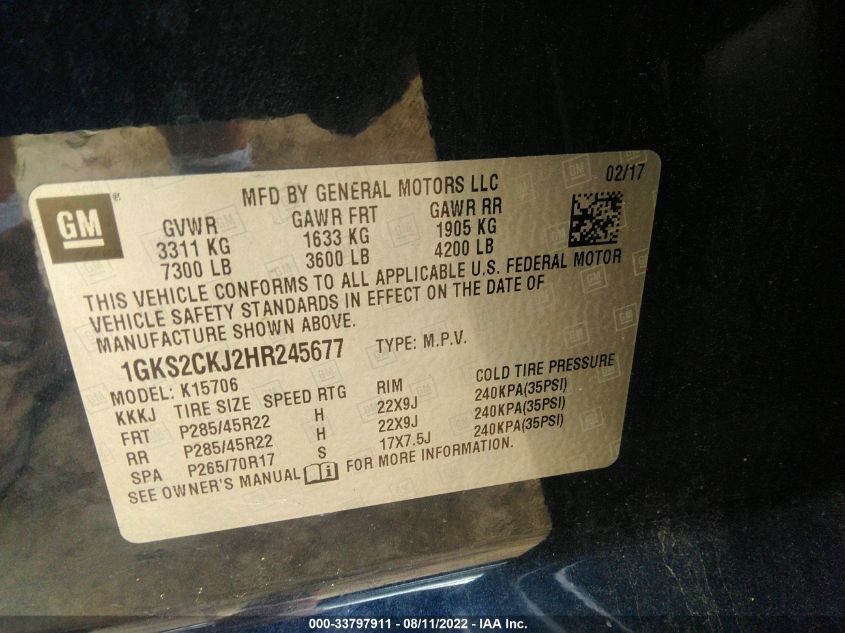 GM
®
MFD BY GENERAL MOTORS LLC
02/17
GVWR GAWR FRT GAWR RR
3311 KG 1633 KG 1905 KG
7300 LB 3600 LB 4200 LB
THIS VEHICLE CONFORMS TO ALL APPLICABLE U.S. FEDERAL MOTOR
VEHICLE SAFETY STANDARDS IN EFFECT ON THE DATE OF
MANUFACTURE SHOWN ABOVE.
1GKS2CKJ2HR245677 TYPE: M.P.V.
MODEL: K15706
KKKJ TIRE SIZE SPEED RTG RIM COLD TIRE PRESSURE
FRT P285/45R22 H 22X9J 240KPA(35PSI)
RR P285/45R22 H 22X9J 240KPA(35PSI)
SPA P265/70R17 S 17X7.5J 240KPA(35PSI)
SEE OWNER'S MANUAL FOR MORE INFORMATION.
000-33797911 - 08/11/2022 - IAA Inc.